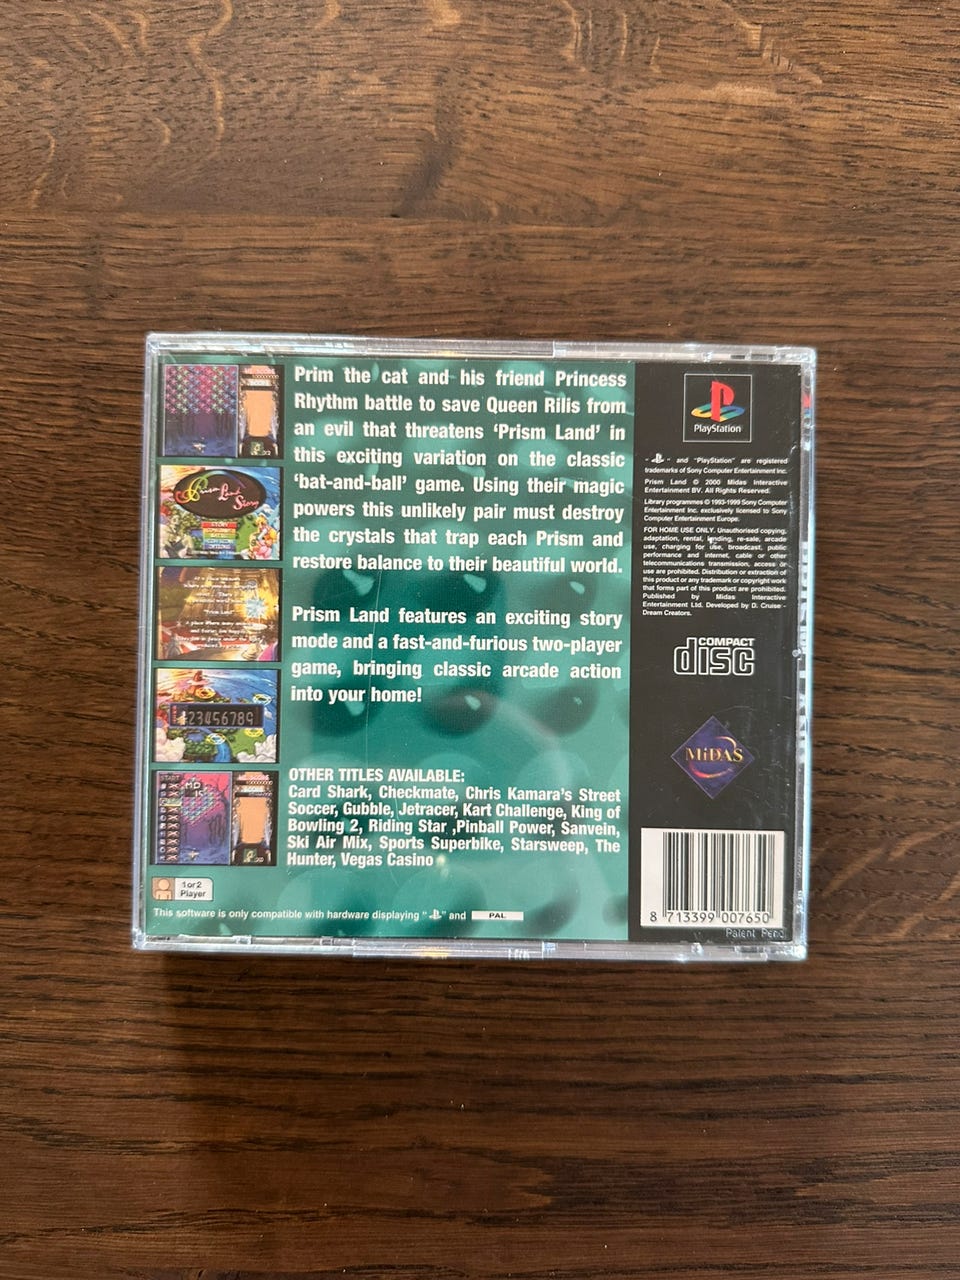 Prim the cat and his friend Princess
Rhythm battle to save Queen Rilis from
an evil that threatens ‘Prism Land’ in
this exciting variation on the classic
‘bat-and-ball’ game. Using their magic
powers this unlikely pair must destroy
the crystals that trap each Prism and
restore balance to their beautiful world.
Prism Land features an exciting story
mode and a fast-and-furious two-player
game, bringing classic arcade action
into your home!
OTHER TITLES AVAILABLE:
Card Shark, Checkmate, Chris Kamara's Street
Soccer, Gubble, Jetracer, Kart Challenge, King of
Bowling 2, Riding Star ,Pinball Power, Sanvein,
Ski Air Mix, Sports Superbike, Starsweep, The
Hunter, Vegas Casino
1 or 2
Player
This software is only compatible with hardware displaying " " and PAL
Prism Land
Story
STORY
123456789
START
PlayStation
" " and "PlayStation" are registered
trademarks of Sony Computer Entertainment Inc.
Prism Land © 2000 Midas Interactive
Entertainment BV. All Rights Reserved.
Library programmes © 1993-1999 Sony Computer
Entertainment Inc. exclusively licensed to Sony
Computer Entertainment Europe.
FOR HOME USE ONLY. Unauthorised copying,
adaptation, rental, lending, re-sale, arcade
use, charging for use, broadcast, public
performance and internet, cable or other
telecommunications transmission, access or
use are prohibited. Distribution or extraction of
this product or any trademark or copyright work
that forms part of this product are prohibited.
Published by Midas Interactive
Entertainment Ltd. Developed by D. Cruise -
Dream Creators.
COMPACT
disc
MiDAS
8 713399 007650
Patent Pend